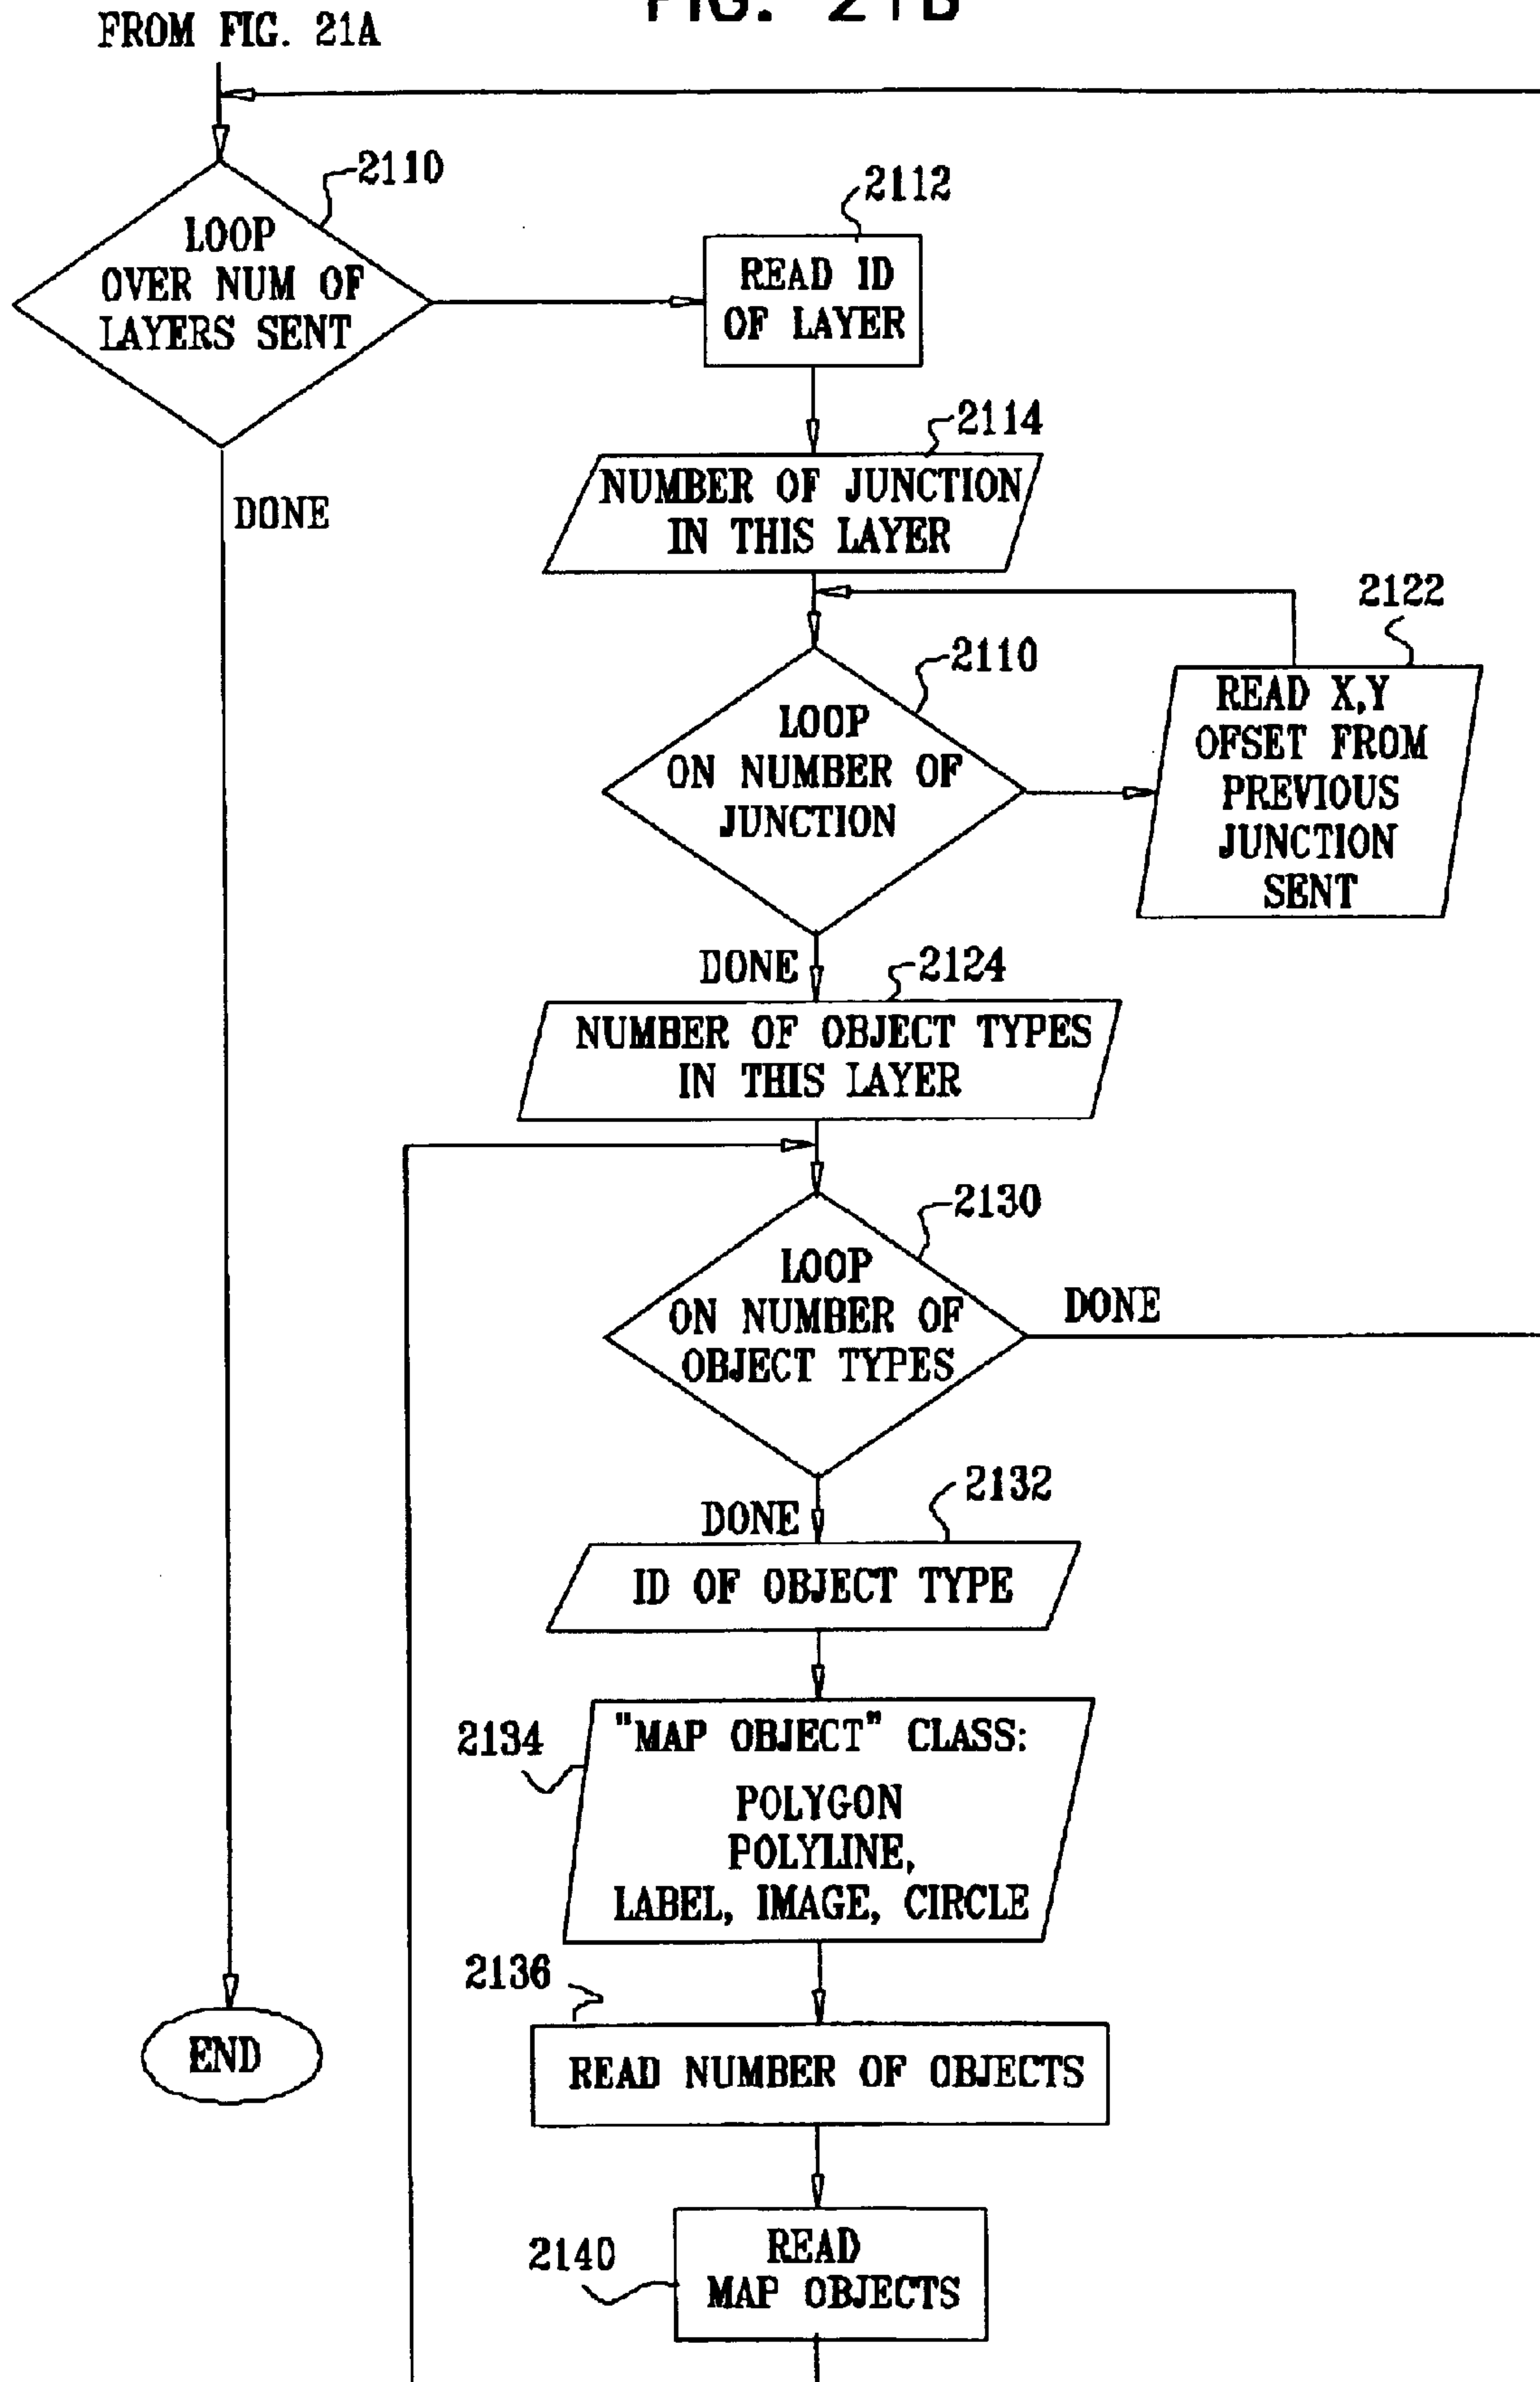 FIG. 21B
FROM FIG. 21A
2110
LOOP
OVER NUM OF
LAYERS SENT
DONE
2112
READ ID
OF LAYER
2114
NUMBER OF JUNCTION
IN THIS LAYER
2110
LOOP
ON NUMBER OF
JUNCTION
2122
READ X,Y
OFSET FROM
PREVIOUS
JUNCTION
SENT
DONE
2124
NUMBER OF OBJECT TYPES
IN THIS LAYER
2130
LOOP
ON NUMBER OF
OBJECT TYPES
DONE
DONE
2132
ID OF OBJECT TYPE
2134
"MAP OBJECT" CLASS:
POLYGON
POLYLINE,
LABEL, IMAGE, CIRCLE
2136
READ NUMBER OF OBJECTS
END
2140
READ
MAP OBJECTS